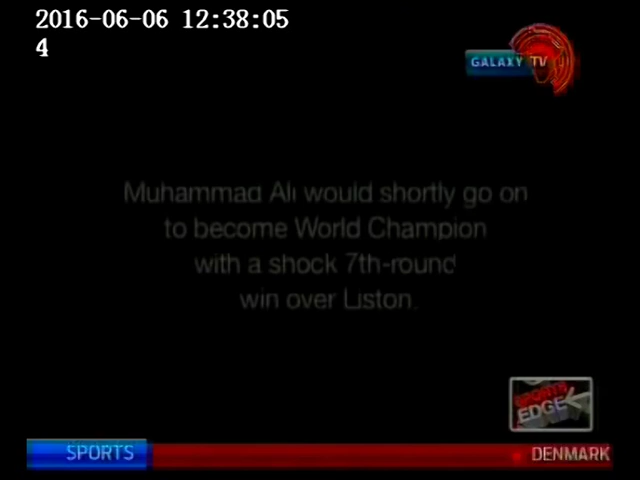 2016-06-06 12:38:05
4
GALAXY TV
Muhammad Ali would shortly go on
to become World Champion
with a shock 7th-round
win over Liston.
SPORTS
EDGE
SPORTS
DENMARK